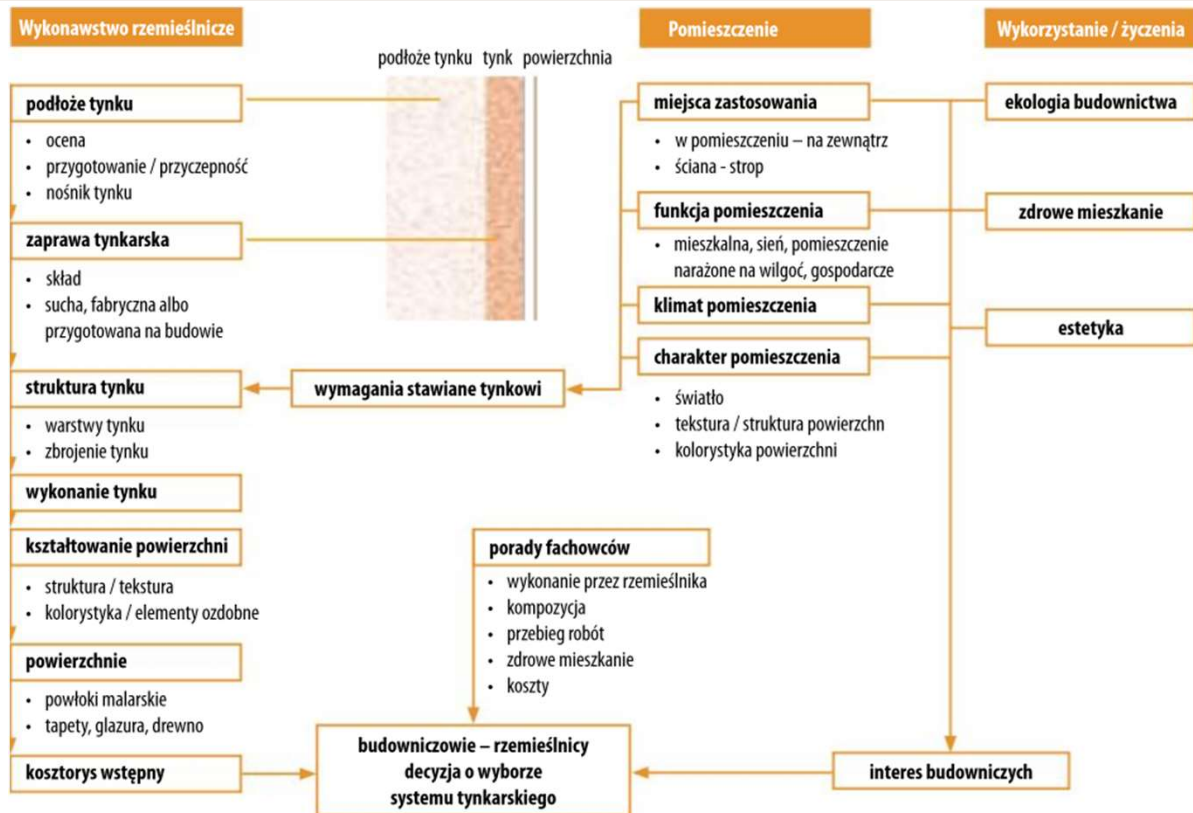 Wykonawstwo rzemieślnicze
podłoże tynku
• ocena
• przygotowanie / przyczepność
• nośnik tynku
zaprawa tynkarska
• skład
• sucha, fabryczna albo
przygotowana na budowie
struktura tynku
• warstwy tynku
• zbrojenie tynku
wykonanie tynku
kształtowanie powierzchni
• struktura / tekstura
• kolorystyka / elementy ozdobne
powierzchnie
• powłoki malarskie
• tapety, glazura, drewno
kosztorys wstępny
podłoże tynku tynk powierzchnia
wymagania stawiane tynkowi
porady fachowców
• wykonanie przez rzemieślnika
• kompozycja
• przebieg robót
• zdrowe mieszkanie
• koszty
budowniczowie – rzemieślnicy
decyzja o wyborze
systemu tynkarskiego
Pomieszczenie
miejsca zastosowania
• w pomieszczeniu – na zewnątrz
• ściana - strop
funkcja pomieszczenia
• mieszkalna, sień, pomieszczenie
narażone na wilgoć, gospodarcze
klimat pomieszczenia
charakter pomieszczenia
• światło
• tekstura / struktura powierzchn
• kolorystyka powierzchni
Wykorzystanie / życzenia
ekologia budownictwa
zdrowe mieszkanie
estetyka
interes budowniczych